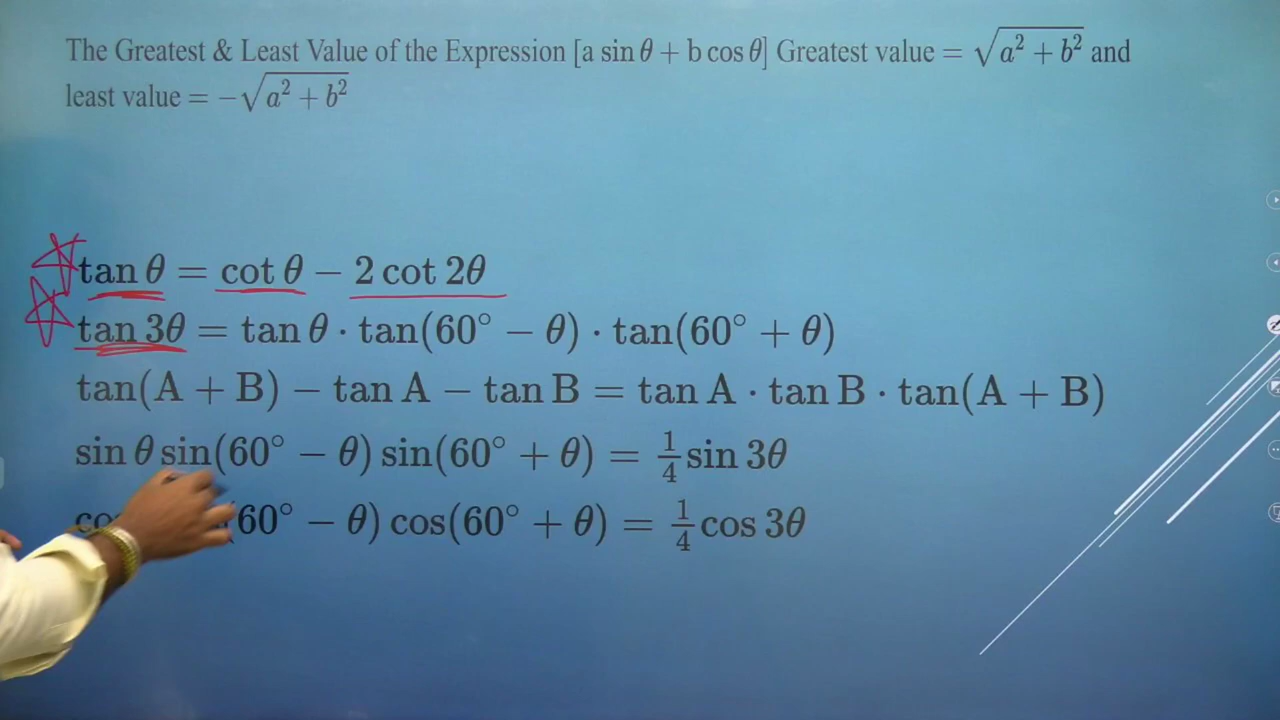 The Greatest & Least Value of the Expression [a sin θ + b cos θ] Greatest value = √(a² + b²) and
least value = −√(a² + b²)
tan θ = cot θ − 2 cot 2θ
tan 3θ = tan θ · tan(60° − θ) · tan(60° + θ)
tan(A + B) − tan A − tan B = tan A · tan B · tan(A + B)
sin θ sin(60° − θ) sin(60° + θ) = 1/4 sin 3θ
(60° − θ) cos(60° + θ) = 1/4 cos 3θ